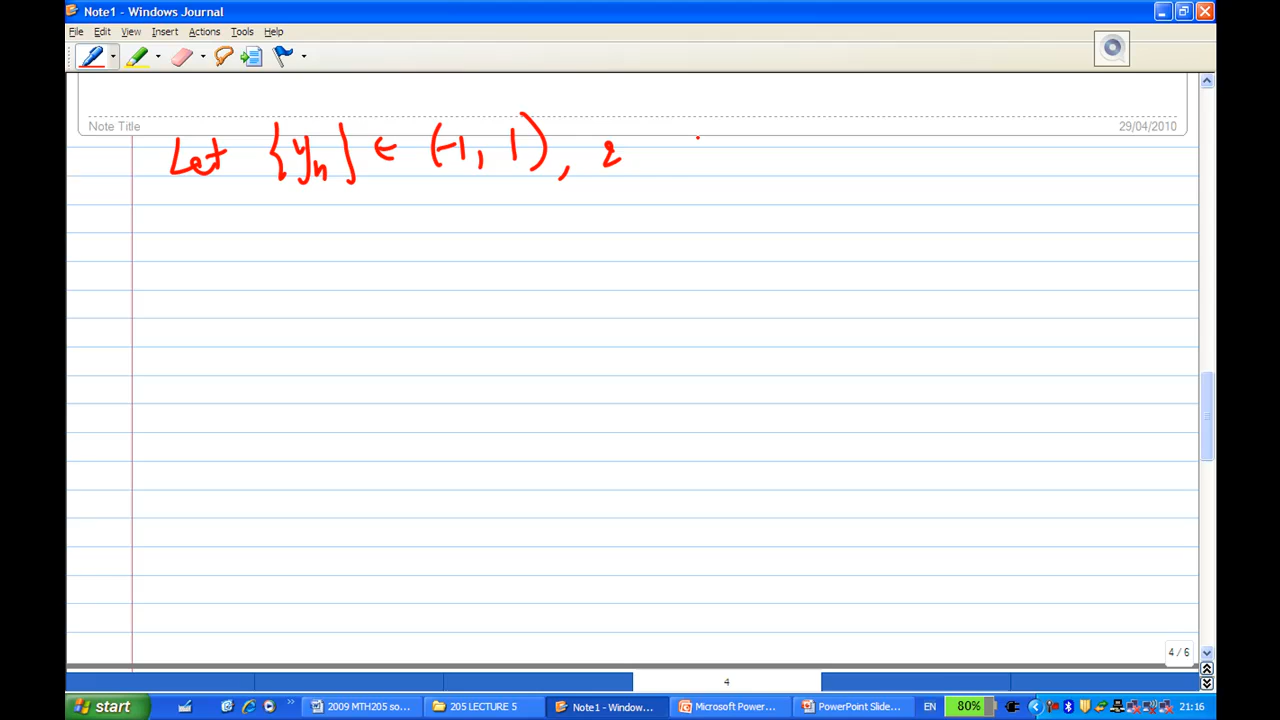 Note1 - Windows Journal
File Edit View Insert Actions Tools Help
Note Title
29/04/2010
Let {yn} ∈ (-1, 1), 2
4 / 6
4
start
2009 MTH205 so...
205 LECTURE 5
Note1 - Window...
Microsoft Power...
PowerPoint Slide...
EN
80%
21:16